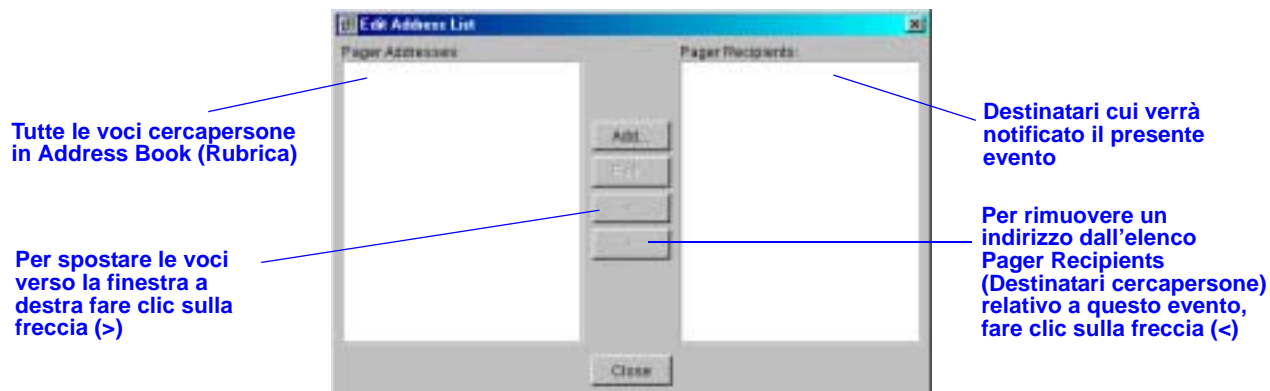 Edit Address List
Pager Addresses
Pager Recipients:
Tutte le voci cercapersone
in Address Book (Rubrica)
Per spostare le voci
verso la finestra a
destra fare clic sulla
freccia (>)
Add...
Edit...
Close
Destinatari cui verrà
notificato il presente
evento
Per rimuovere un
indirizzo dall'elenco
Pager Recipients
(Destinatari cercapersone)
relativo a questo evento,
fare clic sulla freccia (<)